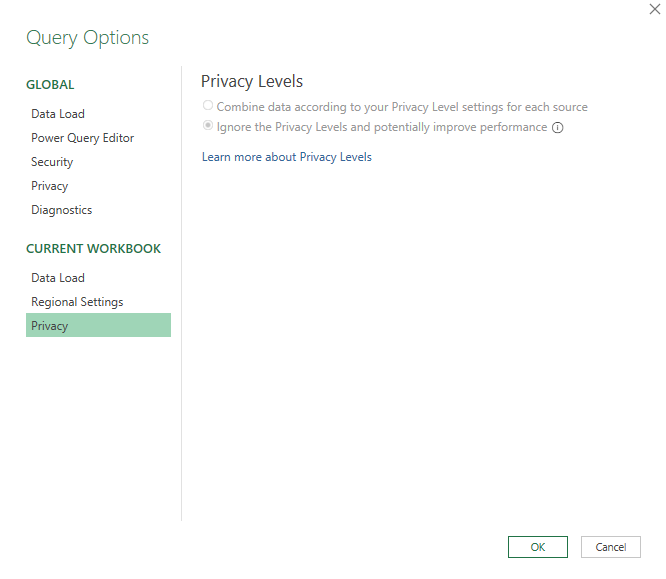 Query Options
GLOBAL
Data Load
Power Query Editor
Security
Privacy
Diagnostics
CURRENT WORKBOOK
Data Load
Regional Settings
Privacy
Privacy Levels
Combine data according to your Privacy Level settings for each source
Ignore the Privacy Levels and potentially improve performance
Learn more about Privacy Levels
OK
Cancel